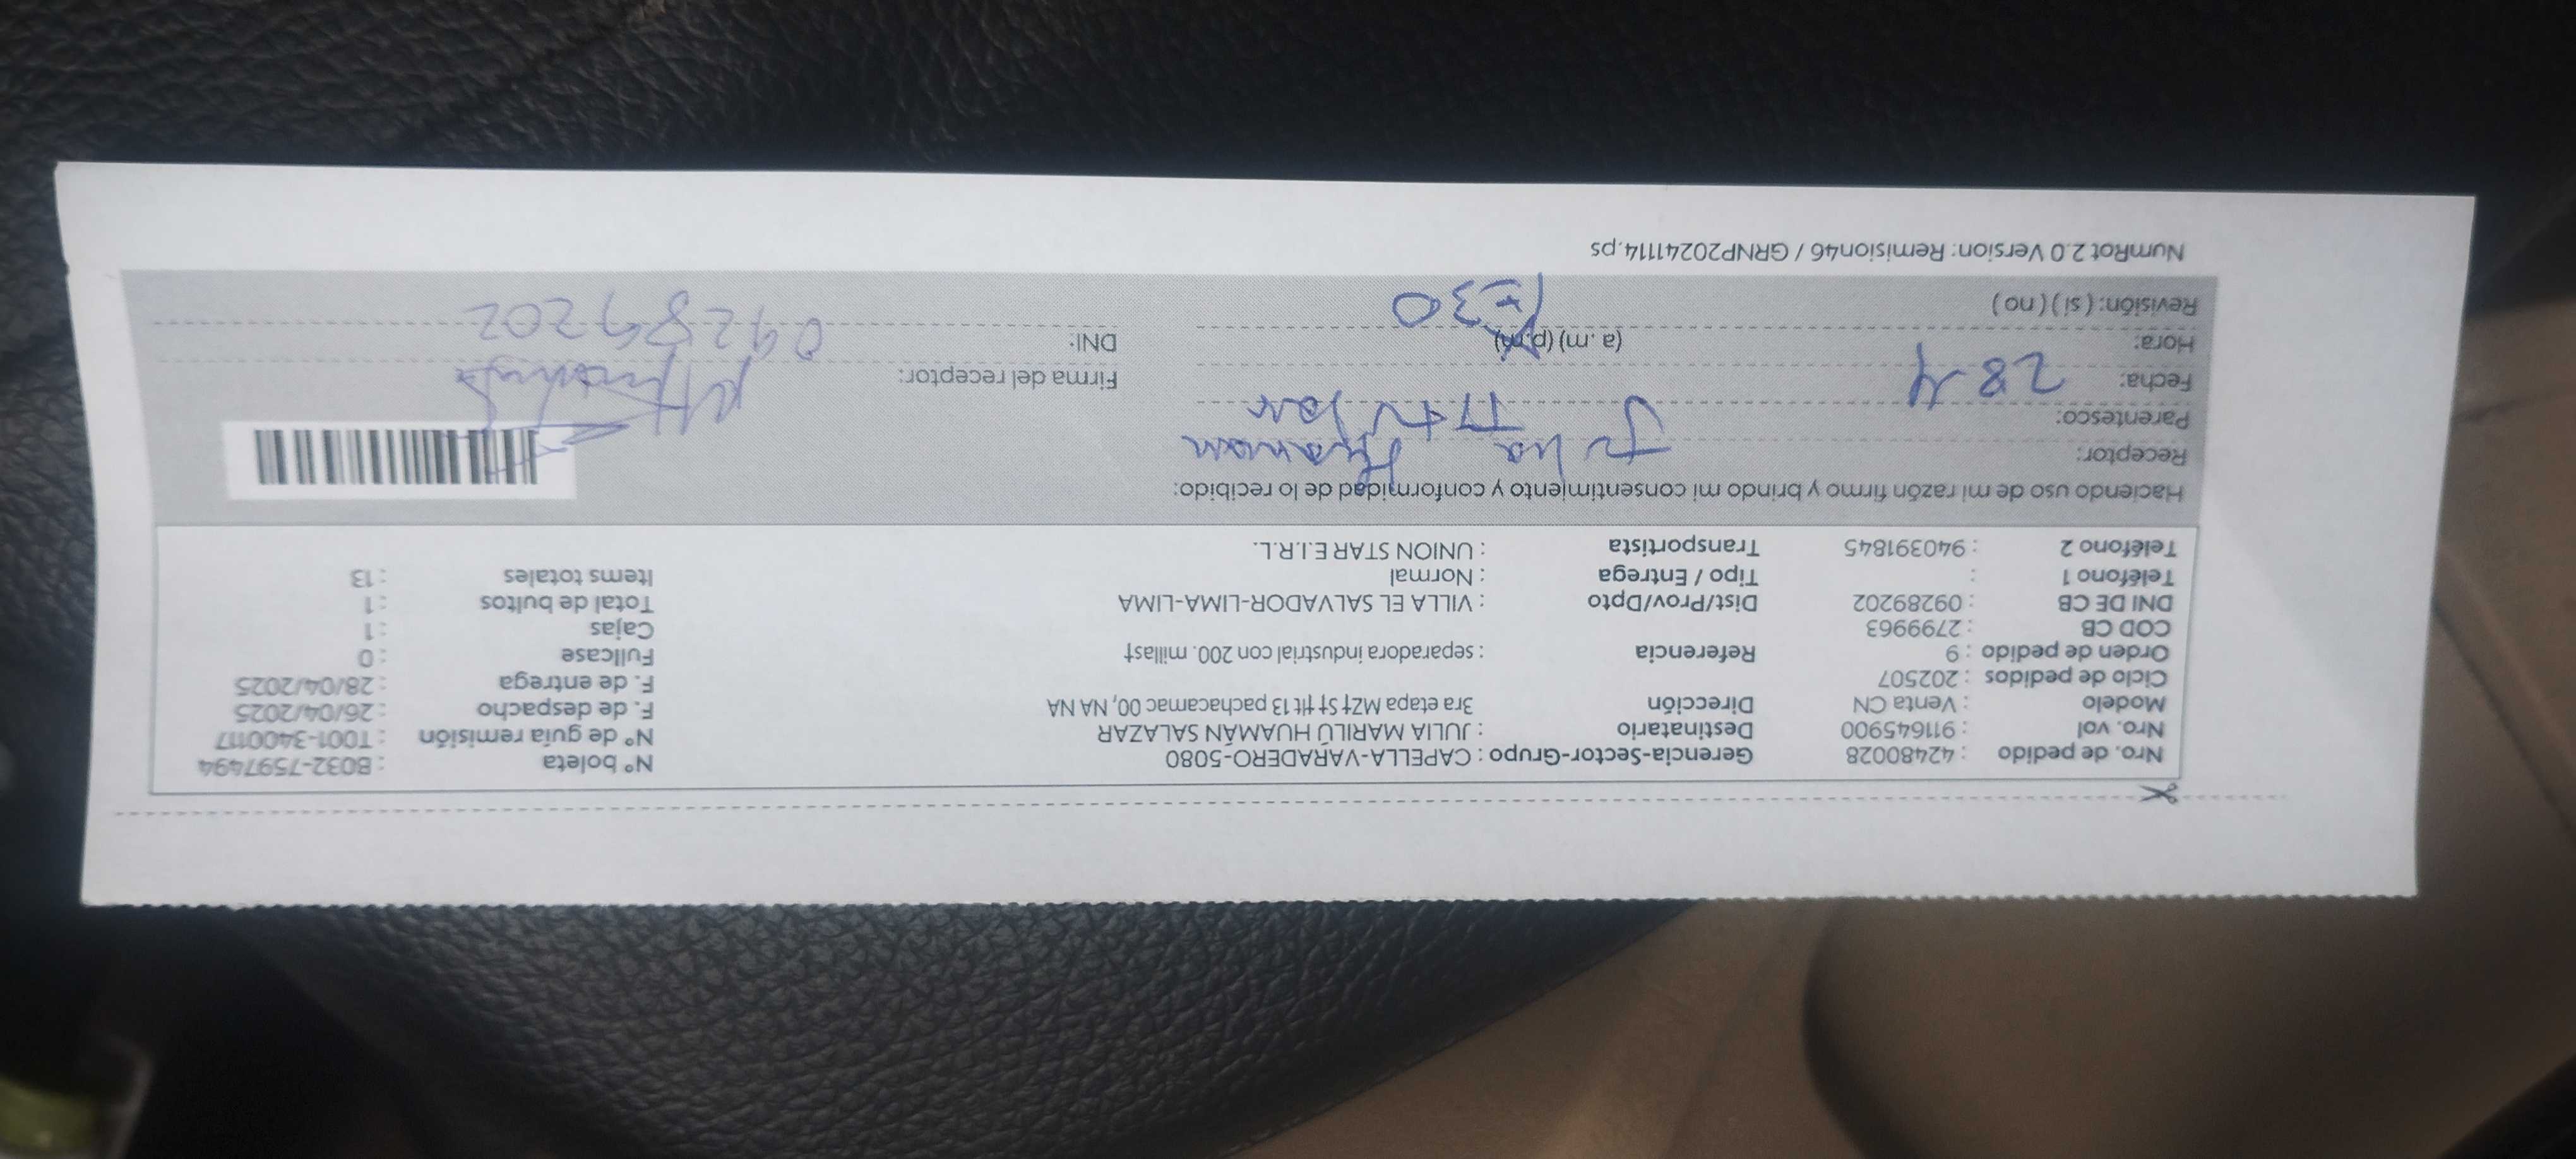 Nro. de pedido : 42480028 Gerencia-Sector-Grupo : CAPELLA-VARADERO-5080 N° boleta : B032-7597494
Nro. vol : 911645900 Destinatario : JULIA MARILÚ HUAMÁN SALAZAR N° de guía remisión : T001-3400117
Modelo : Venta CN Dirección 3ra etapa MZ‡ S† ‡lt 13 pachacamac 00, NA NA F. de despacho : 26/04/2025
Ciclo de pedidos : 202507 F. de entrega : 28/04/2025
Orden de pedido : 9 Referencia : separadora industrial con 200. millas† Fullcase : 0
COD CB : 2799963 Cajas : 1
DNI DE CB : 09289202 Dist/Prov/Dpto : VILLA EL SALVADOR-LIMA-LIMA Total de bultos : 1
Teléfono 1 : Tipo / Entrega : Normal Items totales : 13
Teléfono 2 : 940391845 Transportista : UNION STAR E.I.R.L.
Haciendo uso de mi razón firmo y brindo mi consentimiento y conformidad de lo recibido:
Receptor: Julia Huaman
Parentesco: Titular
Fecha: 28-4 Firma del receptor:
Hora: (a.m) (p.m) DNI: 09289202
Revisión: ( si ) ( no )
NumRot 2.0 Version: Remision46 / GRNP20241114.ps